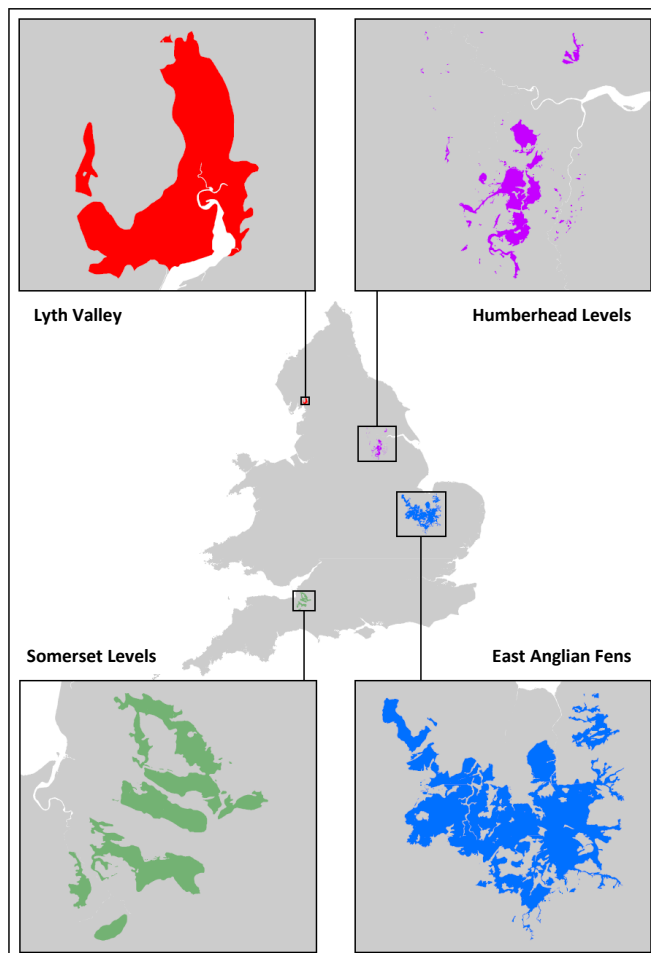 Lyth Valley
Humberhead Levels
Somerset Levels
East Anglian Fens